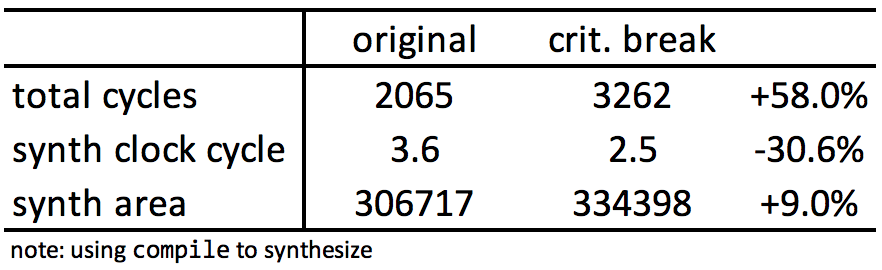 original crit. break
total cycles 2065 3262 +58.0%
synth clock cycle 3.6 2.5 -30.6%
synth area 306717 334398 +9.0%
note: using compile to synthesize